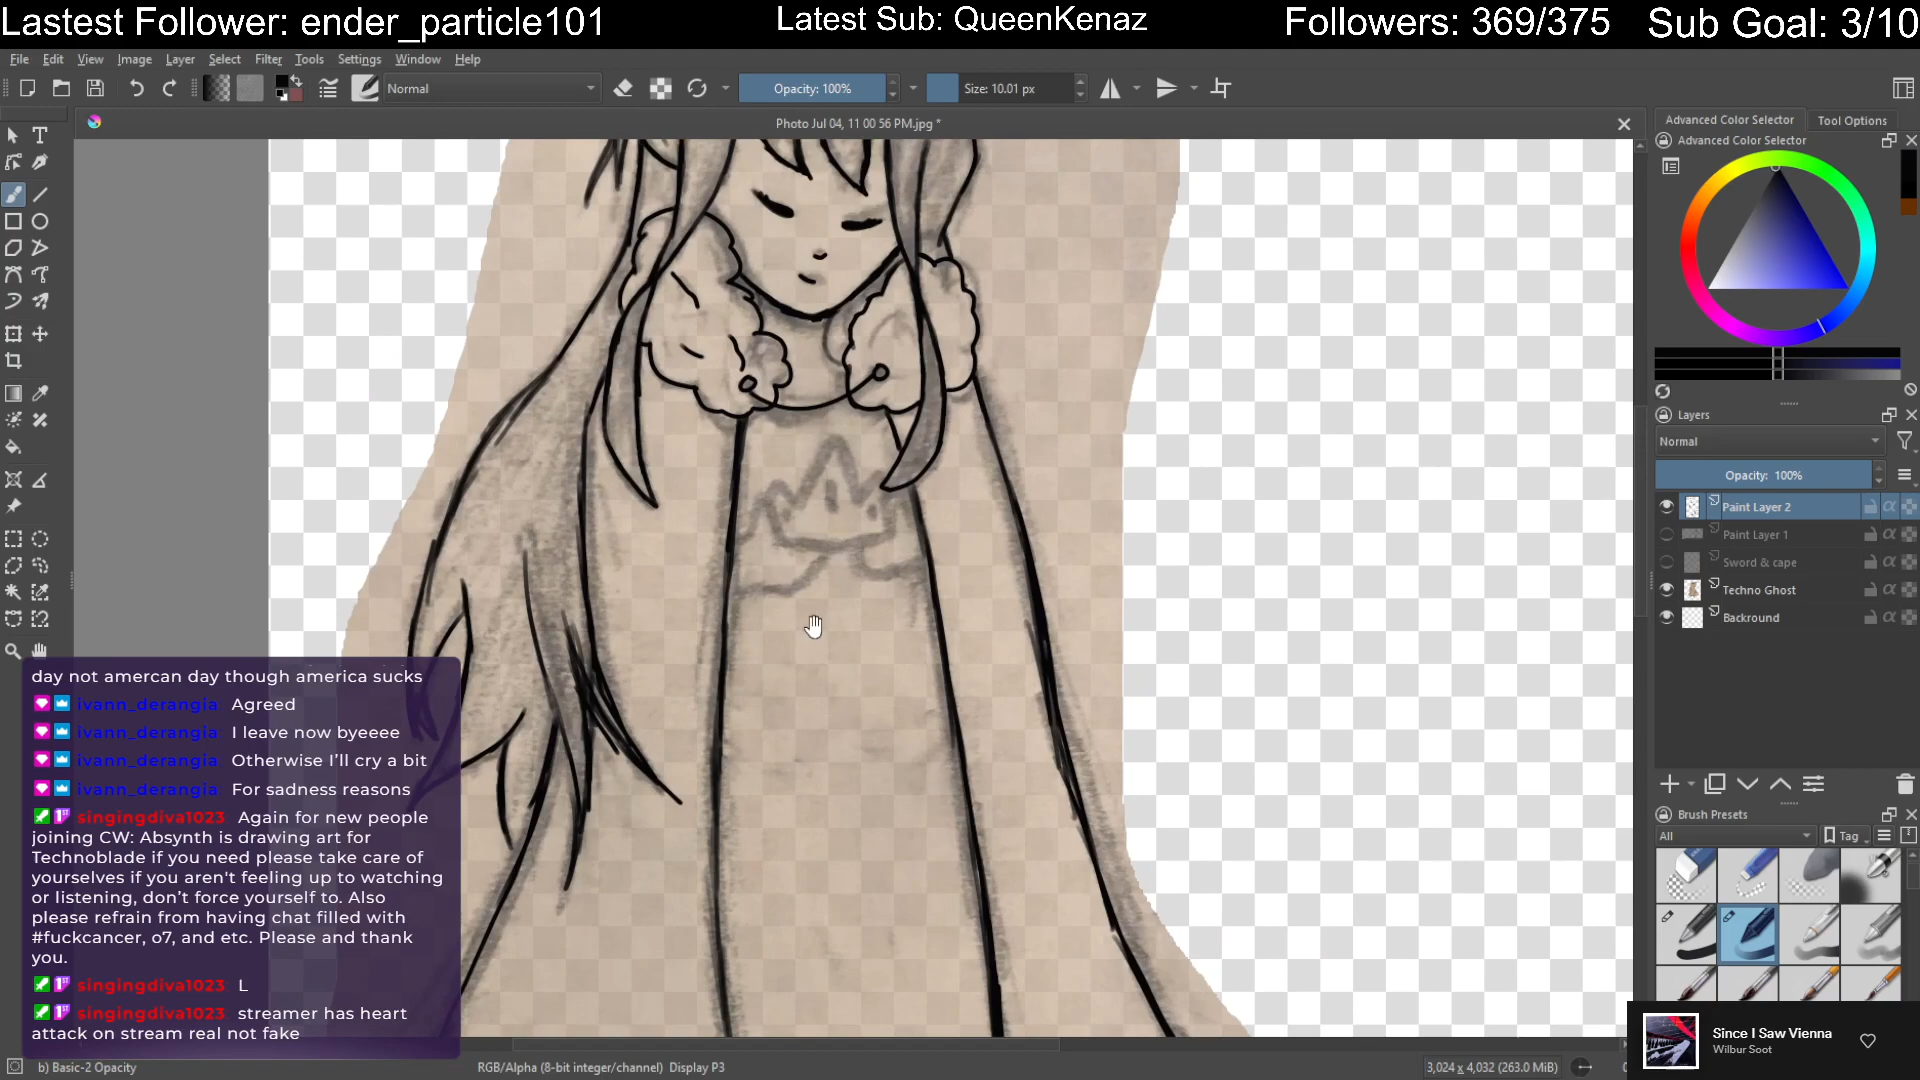 Lastest Follower: ender_particle101
Latest Sub: QueenKenaz
Followers: 369/375
Sub Goal: 3/10
File Edit View Image Layer Select Filter Tools Settings Window Help
Normal
Opacity: 100%
Size: 10.01 px
Photo Jul 04, 11 00 56 PM.jpg *
Advanced Color Selector
Tool Options
Advanced Color Selector
Layers
Normal
Opacity: 100%
Paint Layer 2
Paint Layer 1
Sword & cape
Techno Ghost
Backround
day not amercan day though america sucks
ivann_derangia: Agreed
ivann_derangia: I leave now byeeee
ivann_derangia: Otherwise I'll cry a bit
ivann_derangia: For sadness reasons
singingdiva1023: Again for new people
joining CW: Absynth is drawing art for
Technoblade if you need please take care of
yourselves if you aren't feeling up to watching
or listening, don't force yourself to. Also
please refrain from having chat filled with
#fuckcancer, o7, and etc. Please and thank
you.
singingdiva1023: L
singingdiva1023: streamer has heart
attack on stream real not fake
Brush Presets
All
Tag
Since I Saw Vienna
Wilbur Soot
b) Basic-2 Opacity
RGB/Alpha (8-bit integer/channel) Display P3
3,024 x 4,032 (263.0 MiB)